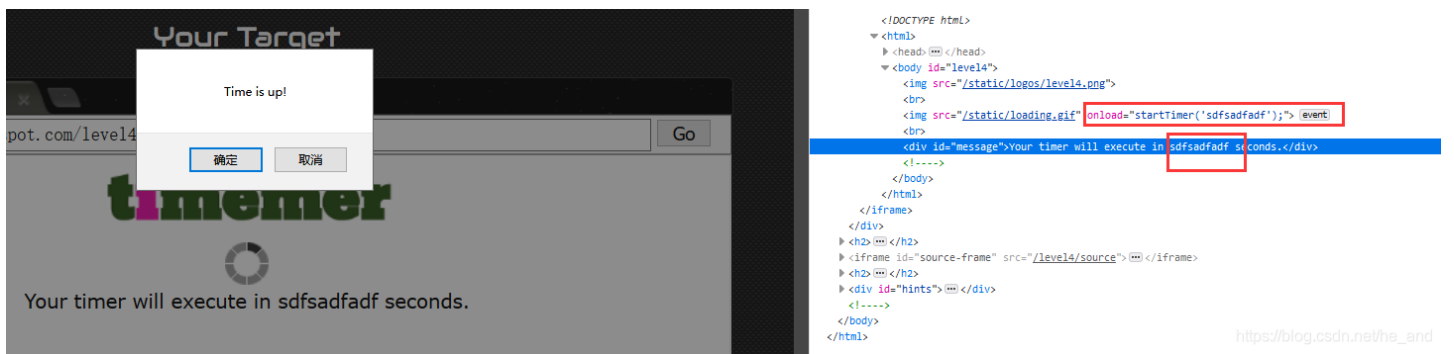 Your Target
Time is up!
确定
取消
pot.com/level4
Go
timemer
Your timer will execute in sdfsadfadf seconds.
<!DOCTYPE html>
<html>
<head> ••• </head>
<body id="level4">
<img src="/static/logos/level4.png">
<br>
<img src="/static/loading.gif" onload="startTimer('sdfsadfadf');"> event
<br>
<div id="message">Your timer will execute in sdfsadfadf seconds.</div>
<!---->
</body>
</html>
</iframe>
</div>
<h2> ••• </h2>
<iframe id="source-frame" src="/level4/source"> ••• </iframe>
<h2> ••• </h2>
<div id="hints"> ••• </div>
<!---->
</body>
</html>
https://blog.csdn.net/he_and